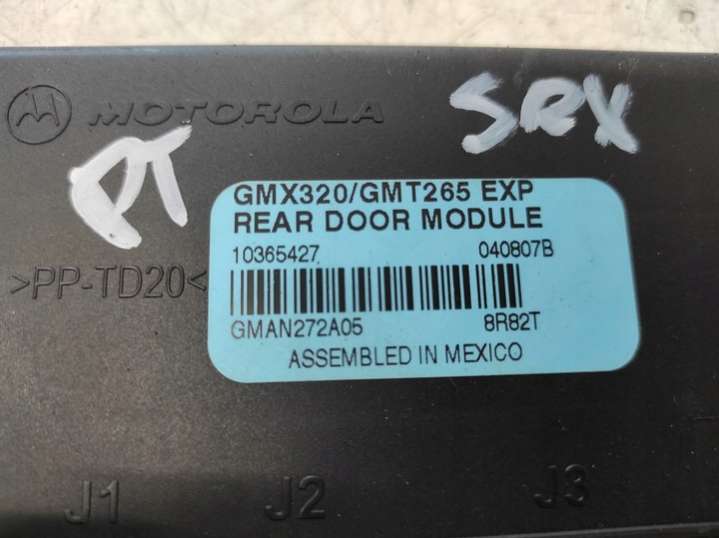 MOTOROLA
SRX
PT
GMX320/GMT265 EXP
REAR DOOR MODULE
10365427 040807B
>PP-TD20<
GMAN272A05 8R82T
ASSEMBLED IN MEXICO
J1 J2 J3